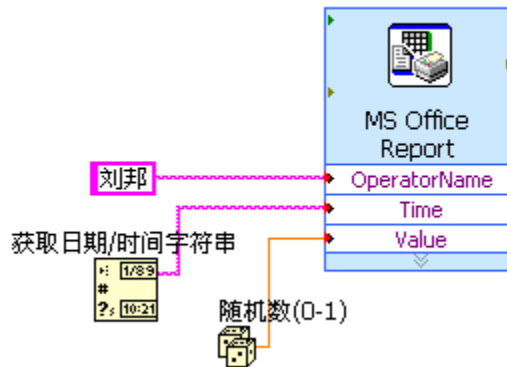 MS Office
Report
刘邦
OperatorName
Time
获取日期/时间字符串
Value
1/89
#
?s 10:21
随机数(0-1)